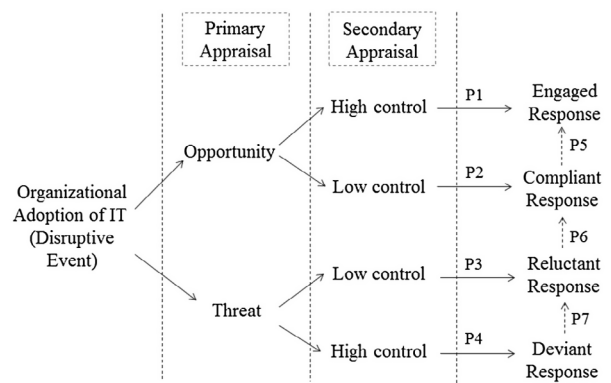 Primary
Appraisal
Secondary
Appraisal
Organizational
Adoption of IT
(Disruptive
Event)
Opportunity
Threat
High control
Low control
Low control
High control
P1
P2
P3
P4
Engaged
Response
P5
Compliant
Response
P6
Reluctant
Response
P7
Deviant
Response